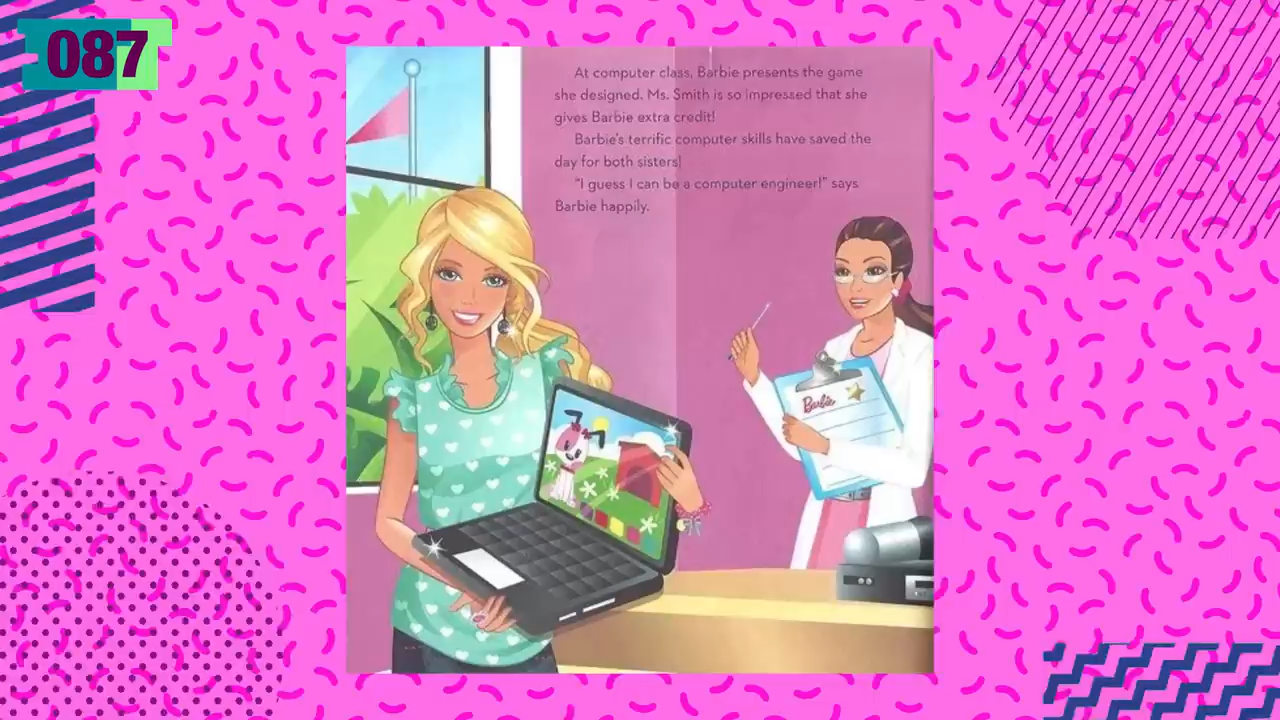 087
At computer class, Barbie presents the game
she designed. Ms. Smith is so impressed that she
gives Barbie extra credit!
Barbie's terrific computer skills have saved the
day for both sisters!
"I guess I can be a computer engineer!" says
Barbie happily.
Barbie